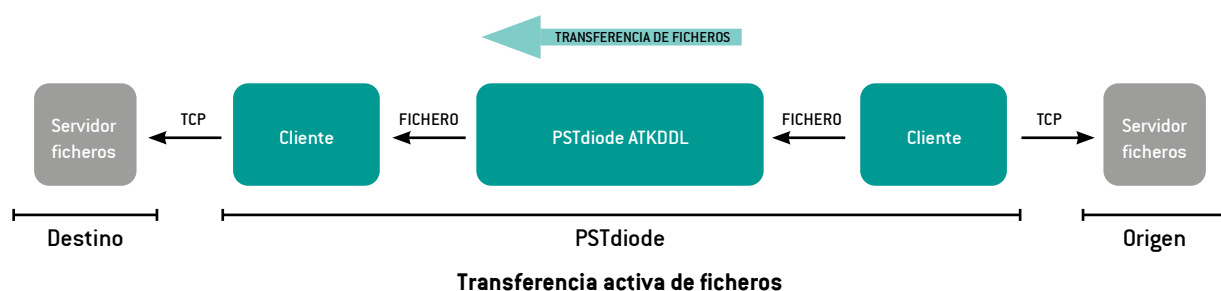 TRANSFERENCIA DE FICHEROS
Servidor
ficheros
TCP
Cliente
FICHERO
PSTdiode ATKDDL
FICHERO
Cliente
TCP
Servidor
ficheros
Destino
PSTdiode
Origen
Transferencia activa de ficheros